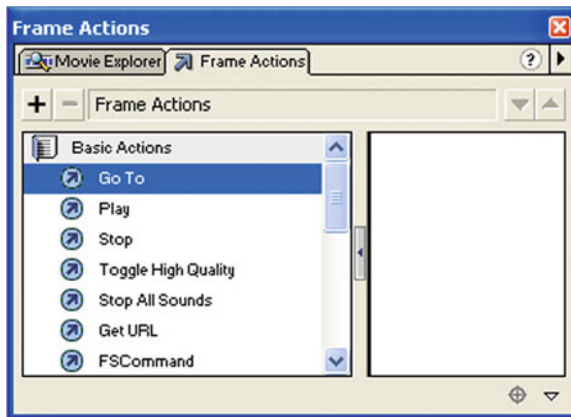 Frame Actions
Movie Explorer Frame Actions ?
+ - Frame Actions
Basic Actions
Go To
Play
Stop
Toggle High Quality
Stop All Sounds
Get URL
FSCommand